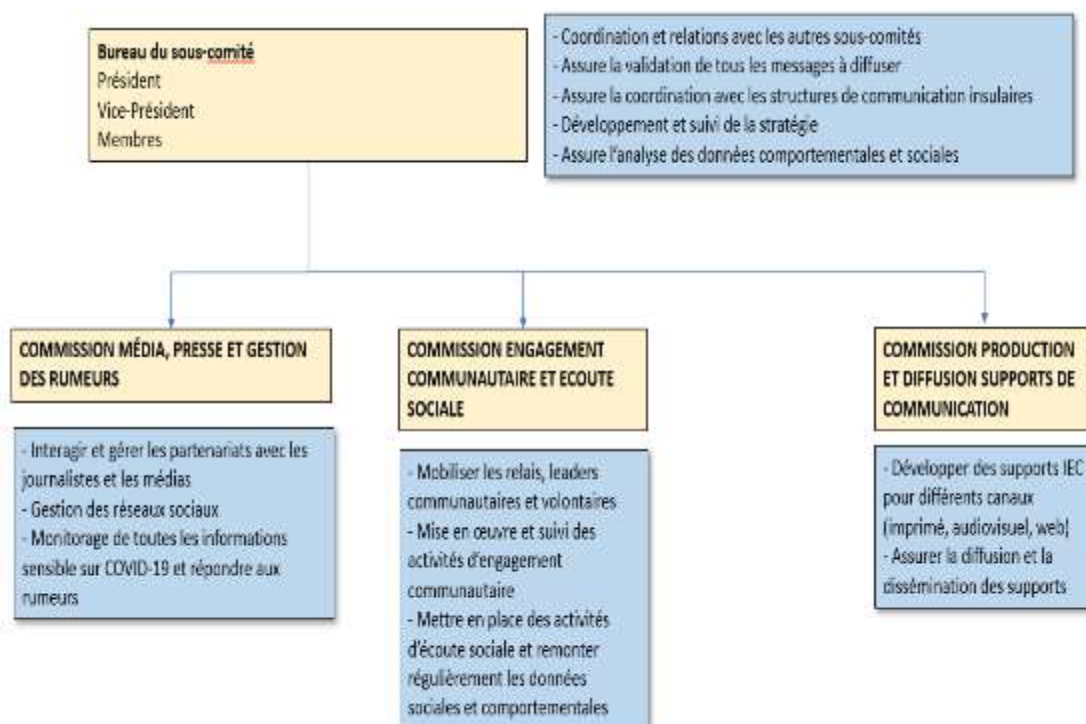 Bureau du sous-comité
Président
Vice-Président
Membres
- Coordination et relations avec les autres sous-comités
- Assure la validation de tous les messages à diffuser
- Assure la coordination avec les structures de communication insulaires
- Développement et suivi de la stratégie
- Assure l'analyse des données comportementales et sociales
COMMISSION MÉDIA, PRESSE ET GESTION
DES RUMEURS
- Interagir et gérer les partenariats avec les
journalistes et les médias
- Gestion des réseaux sociaux
- Monitorage de toutes les informations
sensible sur COVID-19 et répondre aux
rumeurs
COMMISSION ENGAGEMENT
COMMUNAUTAIRE ET ECOUTE
SOCIALE
- Mobiliser les relais, leaders
communautaires et volontaires
- Mise en œuvre et suivi des
activités d'engagement
communautaire
- Mettre en place des activités
d'écoute sociale et remonter
régulièrement les données
sociales et comportementales
COMMISSION PRODUCTION
ET DIFFUSION SUPPORTS DE
COMMUNICATION
- Développer des supports IEC
pour différents canaux
(imprimé, audiovisuel, web)
- Assurer la diffusion et la
dissémination des supports